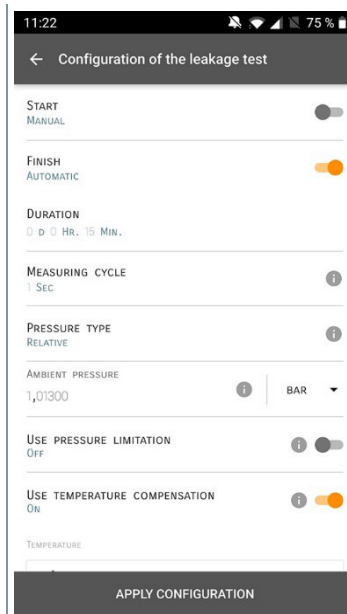 11:22 75 %
Configuration of the leakage test
START
MANUAL
FINISH
AUTOMATIC
DURATION
0 D 0 HR. 15 MIN.
MEASURING CYCLE
1 SEC
PRESSURE TYPE
RELATIVE
AMBIENT PRESSURE
1,01300 BAR
USE PRESSURE LIMITATION
OFF
USE TEMPERATURE COMPENSATION
ON
TEMPERATURE
APPLY CONFIGURATION